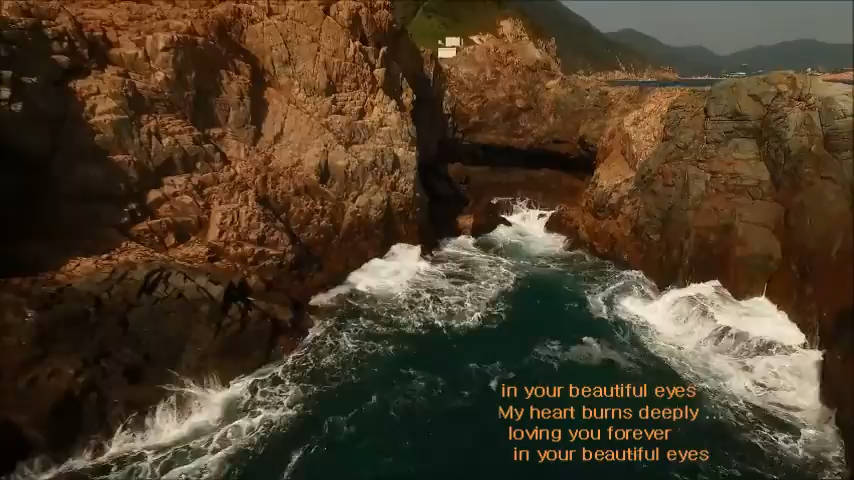 in your beautiful eyes
My heart burns deeply ...
loving you forever
in your beautiful eyes